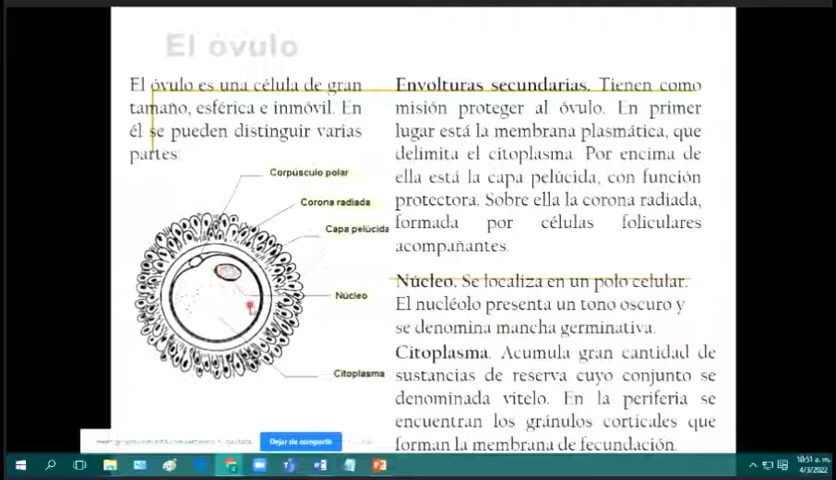 El óvulo
El óvulo es una célula de gran
tamaño, esférica e inmóvil. En
él se pueden distinguir varias
partes:
Corpúsculo polar
Corona radiada
Capa pelúcida
Núcleo
Citoplasma
Envolturas secundarias. Tienen como
misión proteger al óvulo. En primer
lugar está la membrana plasmática, que
delimita el citoplasma. Por encima de
ella está la capa pelúcida, con función
protectora. Sobre ella la corona radiada,
formada por células foliculares
acompañantes.
Núcleo. Se localiza en un polo celular.
El nucléolo presenta un tono oscuro y
se denomina mancha germinativa.
Citoplasma. Acumula gran cantidad de
sustancias de reserva cuyo conjunto se
denominada vitelo. En la periferia se
encuentran los gránulos corticales que
forman la membrana de fecundación.
Dejar de compartir
10:51 a. m.
4/3/2022